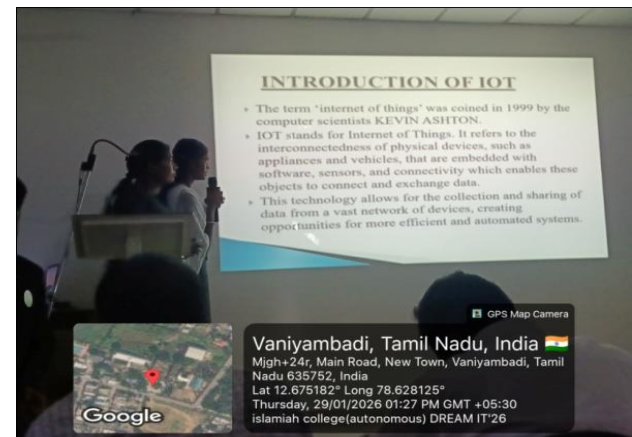 INTRODUCTION OF IOT
The term ‘internet of things’ was coined in 1999 by the
computer scientists KEVIN ASHTON.
IOT stands for Internet of Things. It refers to the
interconnectedness of physical devices, such as
appliances and vehicles, that are embedded with
software, sensors, and connectivity which enables these
objects to connect and exchange data.
This technology allows for the collection and sharing of
data from a vast network of devices, creating
opportunities for more efficient and automated systems.
GPS Map Camera
Vaniyambadi, Tamil Nadu, India
Mjgh+24r, Main Road, New Town, Vaniyambadi, Tamil
Nadu 635752, India
Lat 12.675182° Long 78.628125°
Thursday, 29/01/2026 01:27 PM GMT +05:30
islamiah college(autonomous) DREAM IT'26
Google